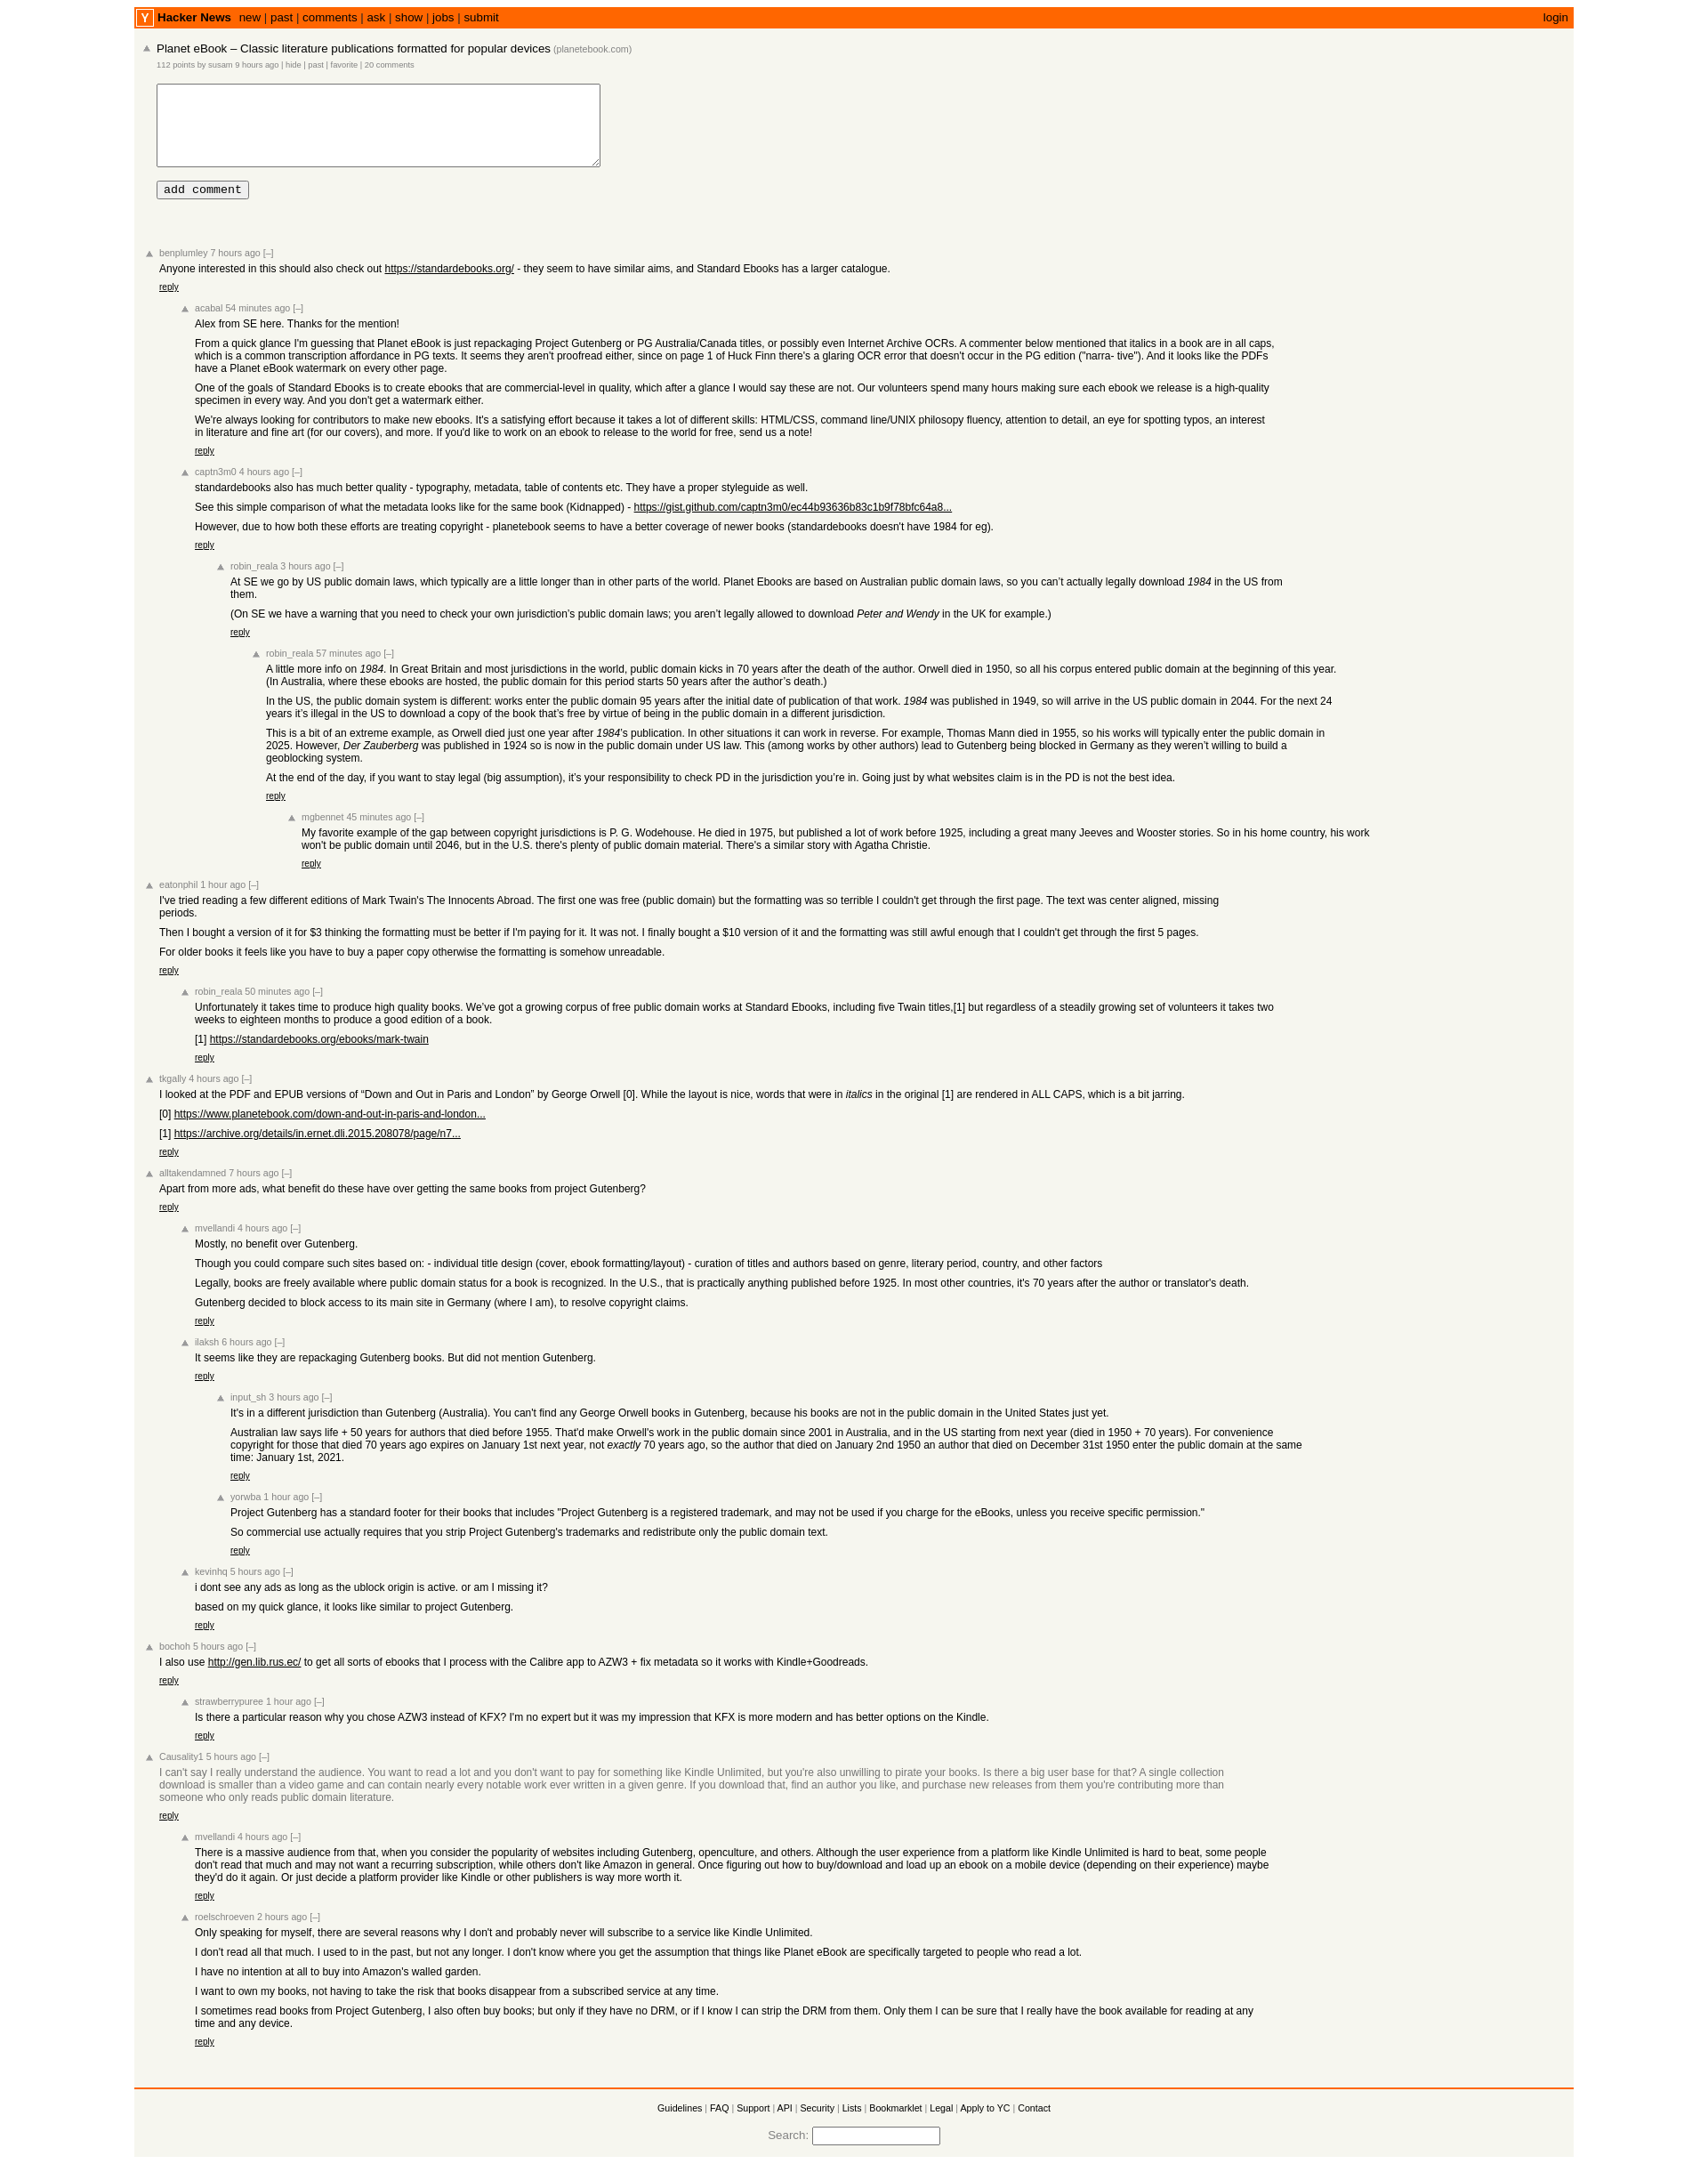 Y Hacker News new | past | comments | ask | show | jobs | submit login
Planet eBook – Classic literature publications formatted for popular devices (planetebook.com)
112 points by susam 9 hours ago | hide | past | favorite | 20 comments
add comment
benplumley 7 hours ago [–]
Anyone interested in this should also check out https://standardebooks.org/ - they seem to have similar aims, and Standard Ebooks has a larger catalogue.
reply
acabal 54 minutes ago [–]
Alex from SE here. Thanks for the mention!
From a quick glance I'm guessing that Planet eBook is just repackaging Project Gutenberg or PG Australia/Canada titles, or possibly even Internet Archive OCRs. A commenter below mentioned that italics in a book are in all caps,
which is a common transcription affordance in PG texts. It seems they aren't proofread either, since on page 1 of Huck Finn there's a glaring OCR error that doesn't occur in the PG edition ("narra- tive"). And it looks like the PDFs
have a Planet eBook watermark on every other page.
One of the goals of Standard Ebooks is to create ebooks that are commercial-level in quality, which after a glance I would say these are not. Our volunteers spend many hours making sure each ebook we release is a high-quality
specimen in every way. And you don't get a watermark either.
We're always looking for contributors to make new ebooks. It's a satisfying effort because it takes a lot of different skills: HTML/CSS, command line/UNIX philosopy fluency, attention to detail, an eye for spotting typos, an interest
in literature and fine art (for our covers), and more. If you'd like to work on an ebook to release to the world for free, send us a note!
reply
captn3m0 4 hours ago [–]
standardebooks also has much better quality - typography, metadata, table of contents etc. They have a proper styleguide as well.
See this simple comparison of what the metadata looks like for the same book (Kidnapped) - https://gist.github.com/captn3m0/ec44b93636b83c1b9f78bfc64a8...
However, due to how both these efforts are treating copyright - planetebook seems to have a better coverage of newer books (standardebooks doesn't have 1984 for eg).
reply
robin_reala 3 hours ago [–]
At SE we go by US public domain laws, which typically are a little longer than in other parts of the world. Planet Ebooks are based on Australian public domain laws, so you can’t actually legally download 1984 in the US from
them.
(On SE we have a warning that you need to check your own jurisdiction’s public domain laws; you aren’t legally allowed to download Peter and Wendy in the UK for example.)
reply
robin_reala 57 minutes ago [–]
A little more info on 1984. In Great Britain and most jurisdictions in the world, public domain kicks in 70 years after the death of the author. Orwell died in 1950, so all his corpus entered public domain at the beginning of this year.
(In Australia, where these ebooks are hosted, the public domain for this period starts 50 years after the author’s death.)
In the US, the public domain system is different: works enter the public domain 95 years after the initial date of publication of that work. 1984 was published in 1949, so will arrive in the US public domain in 2044. For the next 24
years it’s illegal in the US to download a copy of the book that’s free by virtue of being in the public domain in a different jurisdiction.
This is a bit of an extreme example, as Orwell died just one year after 1984’s publication. In other situations it can work in reverse. For example, Thomas Mann died in 1955, so his works will typically enter the public domain in
2025. However, Der Zauberberg was published in 1924 so is now in the public domain under US law. This (among works by other authors) lead to Gutenberg being blocked in Germany as they weren’t willing to build a
geoblocking system.
At the end of the day, if you want to stay legal (big assumption), it’s your responsibility to check PD in the jurisdiction you’re in. Going just by what websites claim is in the PD is not the best idea.
reply
mgbennet 45 minutes ago [–]
My favorite example of the gap between copyright jurisdictions is P. G. Wodehouse. He died in 1975, but published a lot of work before 1925, including a great many Jeeves and Wooster stories. So in his home country, his work
won't be public domain until 2046, but in the U.S. there's plenty of public domain material. There's a similar story with Agatha Christie.
reply
eatonphil 1 hour ago [–]
I've tried reading a few different editions of Mark Twain's The Innocents Abroad. The first one was free (public domain) but the formatting was so terrible I couldn't get through the first page. The text was center aligned, missing
periods.
Then I bought a version of it for $3 thinking the formatting must be better if I'm paying for it. It was not. I finally bought a $10 version of it and the formatting was still awful enough that I couldn't get through the first 5 pages.
For older books it feels like you have to buy a paper copy otherwise the formatting is somehow unreadable.
reply
robin_reala 50 minutes ago [–]
Unfortunately it takes time to produce high quality books. We’ve got a growing corpus of free public domain works at Standard Ebooks, including five Twain titles,[1] but regardless of a steadily growing set of volunteers it takes two
weeks to eighteen months to produce a good edition of a book.
[1] https://standardebooks.org/ebooks/mark-twain
reply
tkgally 4 hours ago [–]
I looked at the PDF and EPUB versions of “Down and Out in Paris and London” by George Orwell [0]. While the layout is nice, words that were in italics in the original [1] are rendered in ALL CAPS, which is a bit jarring.
[0] https://www.planetebook.com/down-and-out-in-paris-and-london...
[1] https://archive.org/details/in.ernet.dli.2015.208078/page/n7...
reply
alltakendamned 7 hours ago [–]
Apart from more ads, what benefit do these have over getting the same books from project Gutenberg?
reply
mvellandi 4 hours ago [–]
Mostly, no benefit over Gutenberg.
Though you could compare such sites based on: - individual title design (cover, ebook formatting/layout) - curation of titles and authors based on genre, literary period, country, and other factors
Legally, books are freely available where public domain status for a book is recognized. In the U.S., that is practically anything published before 1925. In most other countries, it's 70 years after the author or translator's death.
Gutenberg decided to block access to its main site in Germany (where I am), to resolve copyright claims.
reply
ilaksh 6 hours ago [–]
It seems like they are repackaging Gutenberg books. But did not mention Gutenberg.
reply
input_sh 3 hours ago [–]
It's in a different jurisdiction than Gutenberg (Australia). You can't find any George Orwell books in Gutenberg, because his books are not in the public domain in the United States just yet.
Australian law says life + 50 years for authors that died before 1955. That'd make Orwell's work in the public domain since 2001 in Australia, and in the US starting from next year (died in 1950 + 70 years). For convenience
copyright for those that died 70 years ago expires on January 1st next year, not exactly 70 years ago, so the author that died on January 2nd 1950 an author that died on December 31st 1950 enter the public domain at the same
time: January 1st, 2021.
reply
yorwba 1 hour ago [–]
Project Gutenberg has a standard footer for their books that includes "Project Gutenberg is a registered trademark, and may not be used if you charge for the eBooks, unless you receive specific permission."
So commercial use actually requires that you strip Project Gutenberg's trademarks and redistribute only the public domain text.
reply
kevinhq 5 hours ago [–]
i dont see any ads as long as the ublock origin is active. or am I missing it?
based on my quick glance, it looks like similar to project Gutenberg.
reply
bochoh 5 hours ago [–]
I also use http://gen.lib.rus.ec/ to get all sorts of ebooks that I process with the Calibre app to AZW3 + fix metadata so it works with Kindle+Goodreads.
reply
strawberrypuree 1 hour ago [–]
Is there a particular reason why you chose AZW3 instead of KFX? I'm no expert but it was my impression that KFX is more modern and has better options on the Kindle.
reply
Causality1 5 hours ago [–]
I can't say I really understand the audience. You want to read a lot and you don't want to pay for something like Kindle Unlimited, but you're also unwilling to pirate your books. Is there a big user base for that? A single collection
download is smaller than a video game and can contain nearly every notable work ever written in a given genre. If you download that, find an author you like, and purchase new releases from them you're contributing more than
someone who only reads public domain literature.
reply
mvellandi 4 hours ago [–]
There is a massive audience from that, when you consider the popularity of websites including Gutenberg, openculture, and others. Although the user experience from a platform like Kindle Unlimited is hard to beat, some people
don't read that much and may not want a recurring subscription, while others don't like Amazon in general. Once figuring out how to buy/download and load up an ebook on a mobile device (depending on their experience) maybe
they'd do it again. Or just decide a platform provider like Kindle or other publishers is way more worth it.
reply
roelschroeven 2 hours ago [–]
Only speaking for myself, there are several reasons why I don't and probably never will subscribe to a service like Kindle Unlimited.
I don't read all that much. I used to in the past, but not any longer. I don't know where you get the assumption that things like Planet eBook are specifically targeted to people who read a lot.
I have no intention at all to buy into Amazon's walled garden.
I want to own my books, not having to take the risk that books disappear from a subscribed service at any time.
I sometimes read books from Project Gutenberg, I also often buy books; but only if they have no DRM, or if I know I can strip the DRM from them. Only them I can be sure that I really have the book available for reading at any
time and any device.
reply
Guidelines | FAQ | Support | API | Security | Lists | Bookmarklet | Legal | Apply to YC | Contact
Search: